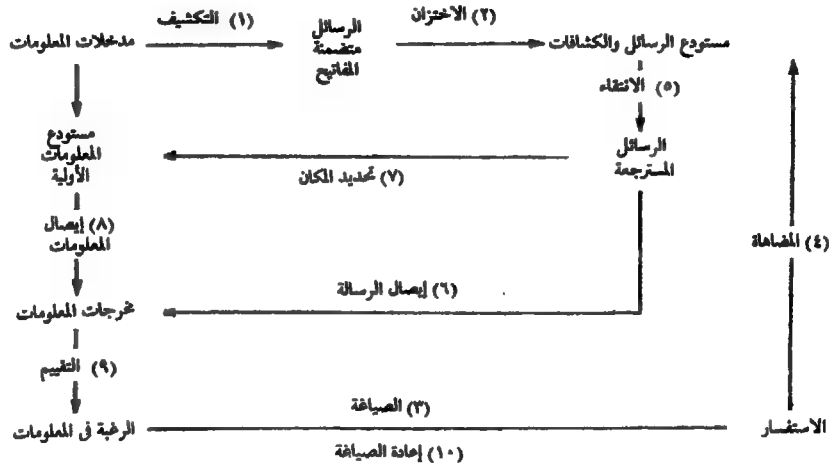 مدخلات المعلومات
(١) التكشيف
الرسائل
متضمنة
المفاتيح
(٢) الاختزان
مستودع الرسائل والكشافات
(٥) الانتقاء
الرسائل
المسترجعة
مستودع
المعلومات
الأولية
(٧) تحديد المكان
(٨) إيصال
المعلومات
(٤) المضاهاة
(٦) إيصال الرسالة
مخرجات المعلومات
(٩) التقييم
(٣) الصياغة
الرغبة فى المعلومات
الاستفسار
(١٠) إعادة الصياغة